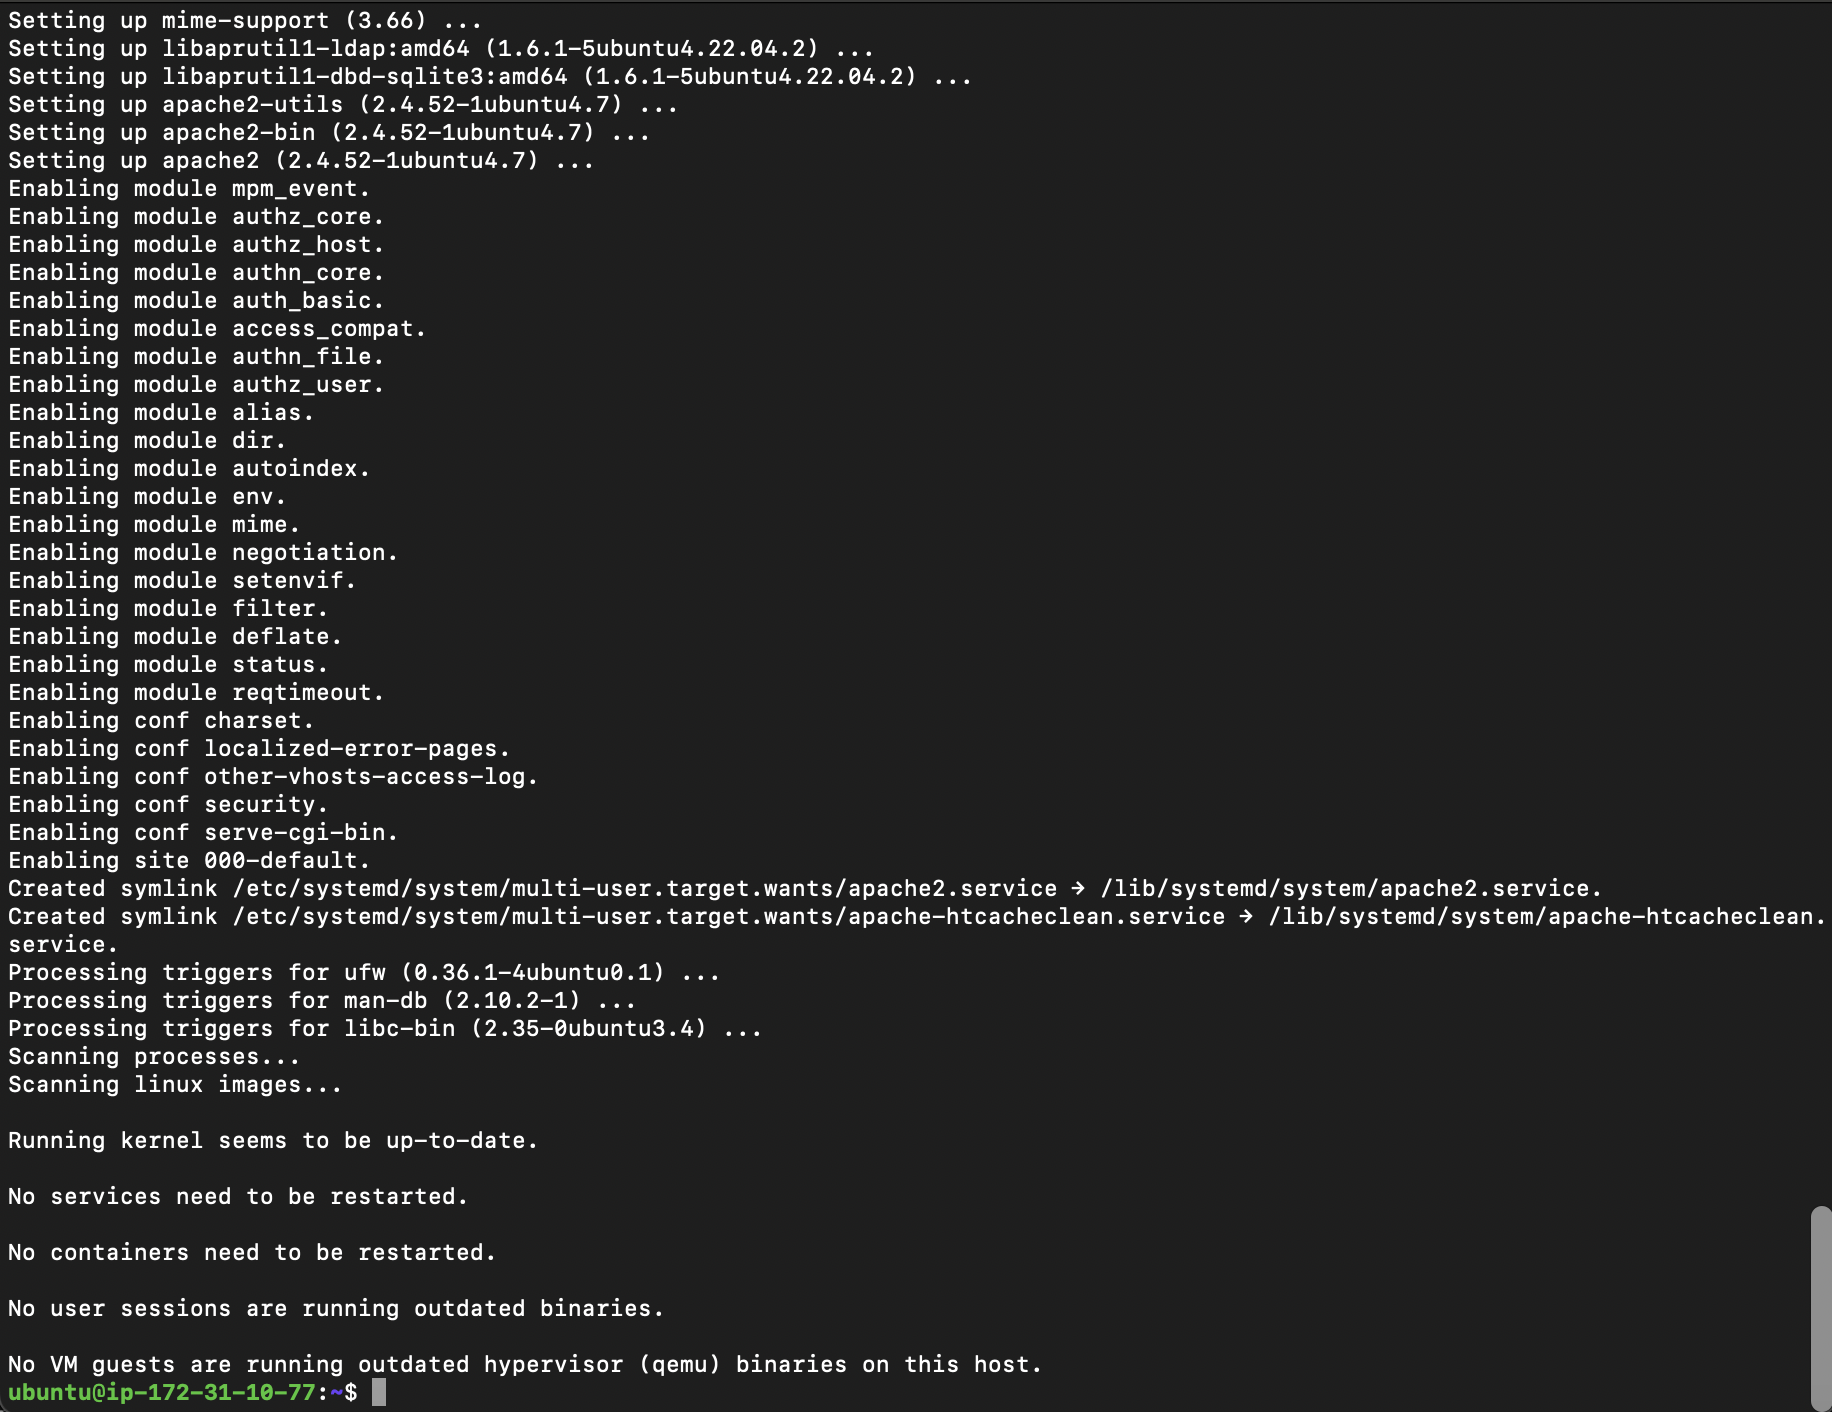 Setting up mime-support (3.66) ...
Setting up libaprutil1-ldap:amd64 (1.6.1-5ubuntu4.22.04.2) ...
Setting up libaprutil1-dbd-sqlite3:amd64 (1.6.1-5ubuntu4.22.04.2) ...
Setting up apache2-utils (2.4.52-1ubuntu4.7) ...
Setting up apache2-bin (2.4.52-1ubuntu4.7) ...
Setting up apache2 (2.4.52-1ubuntu4.7) ...
Enabling module mpm_event.
Enabling module authz_core.
Enabling module authz_host.
Enabling module authn_core.
Enabling module auth_basic.
Enabling module access_compat.
Enabling module authn_file.
Enabling module authz_user.
Enabling module alias.
Enabling module dir.
Enabling module autoindex.
Enabling module env.
Enabling module mime.
Enabling module negotiation.
Enabling module setenvif.
Enabling module filter.
Enabling module deflate.
Enabling module status.
Enabling module reqtimeout.
Enabling conf charset.
Enabling conf localized-error-pages.
Enabling conf other-vhosts-access-log.
Enabling conf security.
Enabling conf serve-cgi-bin.
Enabling site 000-default.
Created symlink /etc/systemd/system/multi-user.target.wants/apache2.service → /lib/systemd/system/apache2.service.
Created symlink /etc/systemd/system/multi-user.target.wants/apache-htcacheclean.service → /lib/systemd/system/apache-htcacheclean.
service.
Processing triggers for ufw (0.36.1-4ubuntu0.1) ...
Processing triggers for man-db (2.10.2-1) ...
Processing triggers for libc-bin (2.35-0ubuntu3.4) ...
Scanning processes...
Scanning linux images...
Running kernel seems to be up-to-date.
No services need to be restarted.
No containers need to be restarted.
No user sessions are running outdated binaries.
No VM guests are running outdated hypervisor (qemu) binaries on this host.
ubuntu@ip-172-31-10-77:~$